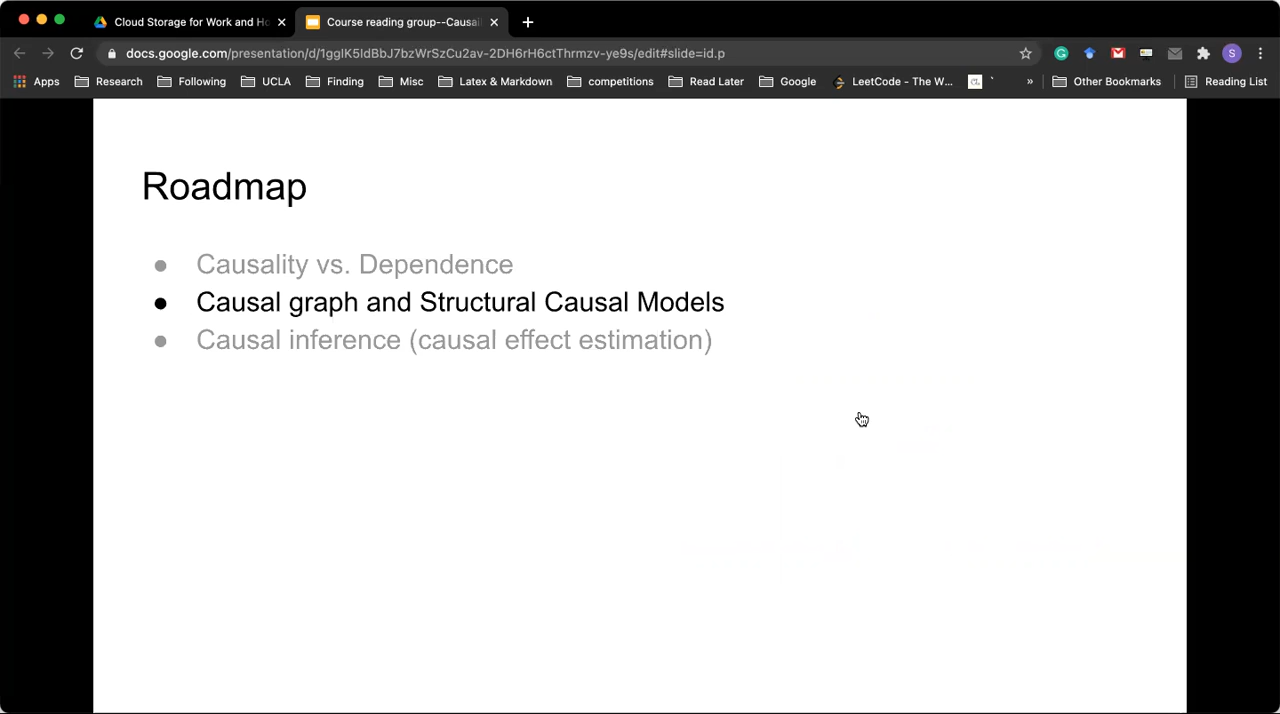 Cloud Storage for Work and Ho
Course reading group--Causal
docs.google.com/presentation/d/1gglK5ldBbJ7bzWrSzCu2av-2DH6rH6ctThrmzv-ye9s/edit#slide=id.p
S
Apps Research Following UCLA Finding Misc Latex & Markdown competitions Read Later Google LeetCode - The W... ` » Other Bookmarks Reading List
Roadmap
● Causality vs. Dependence
● Causal graph and Structural Causal Models
● Causal inference (causal effect estimation)